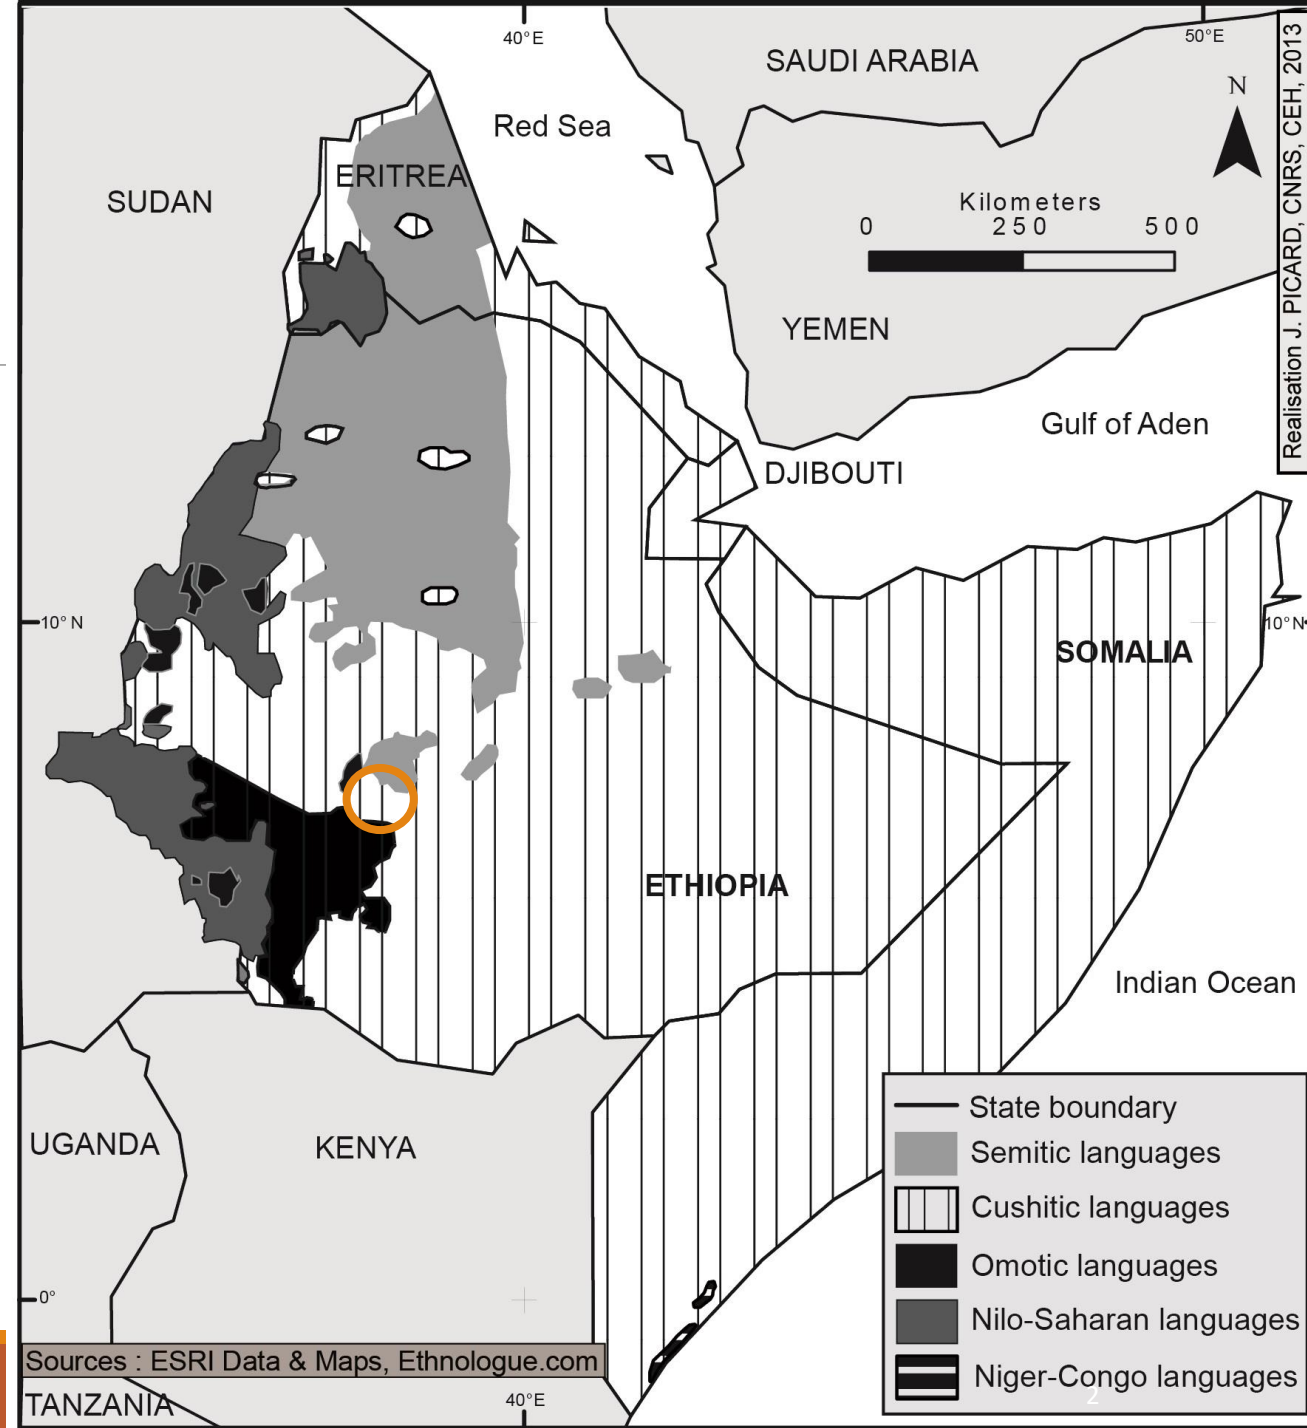 40°E
50°E
SAUDI ARABIA
Realisation J. PICARD, CNRS, CEH, 2013
N
Red Sea
ERITREA
SUDAN
Kilometers
0 250 500
YEMEN
Gulf of Aden
DJIBOUTI
10° N
10°N
SOMALIA
ETHIOPIA
Indian Ocean
State boundary
UGANDA
KENYA
Semitic languages
Cushitic languages
Omotic languages
0°
Nilo-Saharan languages
Sources : ESRI Data & Maps, Ethnologue.com
Niger-Congo languages
2
TANZANIA
40°E